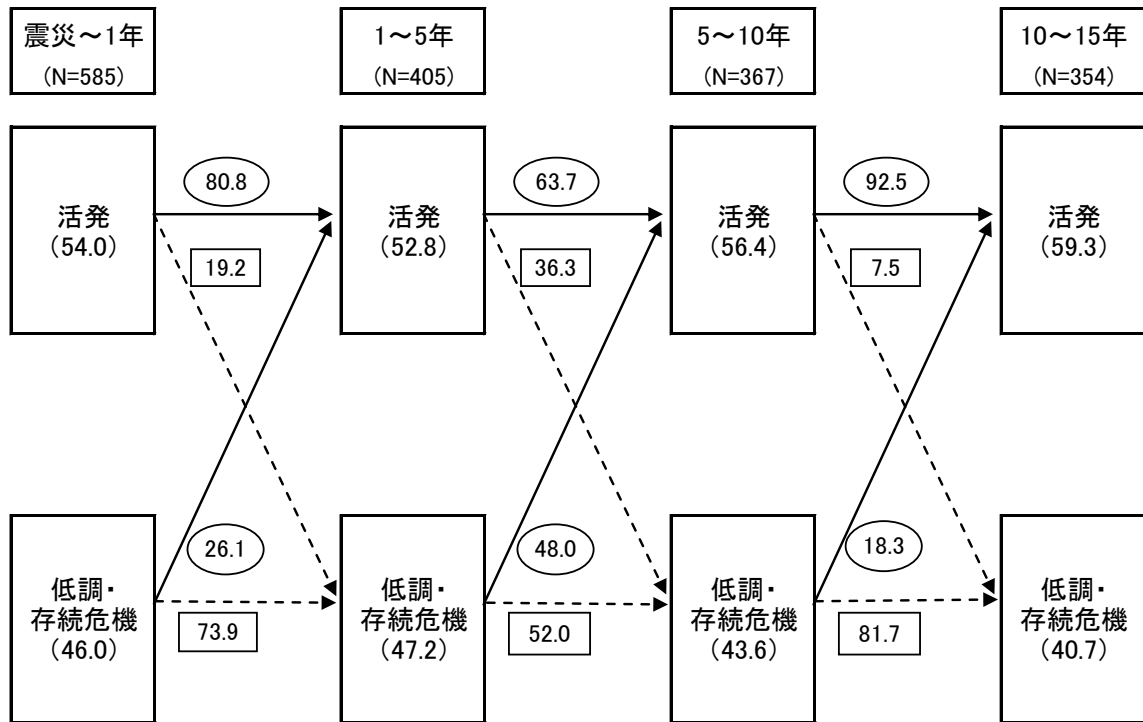 震災～1年
(N=585)
1～5年
(N=405)
5～10年
(N=367)
10～15年
(N=354)
活発
(54.0)
80.8
19.2
活発
(52.8)
63.7
36.3
活発
(56.4)
92.5
7.5
活発
(59.3)
低調・
存続危機
(46.0)
26.1
73.9
低調・
存続危機
(47.2)
48.0
52.0
低調・
存続危機
(43.6)
18.3
81.7
低調・
存続危機
(40.7)